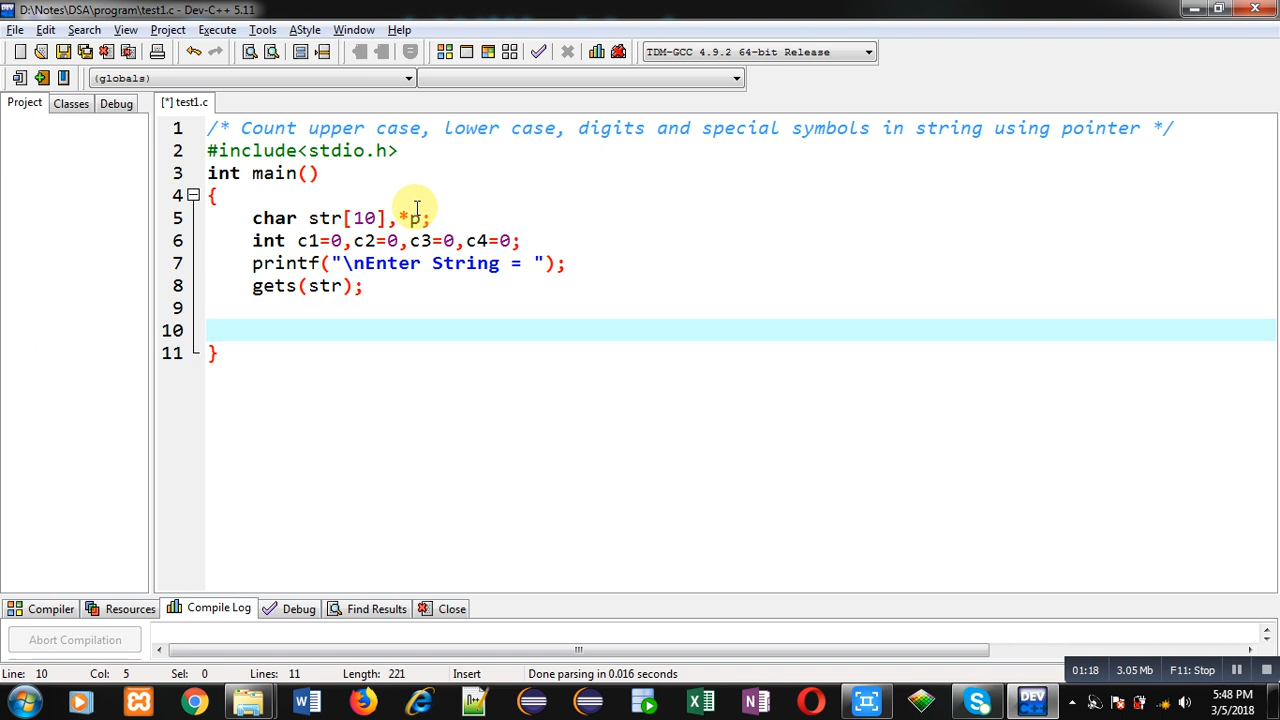 D:\Notes\DSA\program\test1.c - Dev-C++ 5.11
File Edit Search View Project Execute Tools AStyle Window Help
TDM-GCC 4.9.2 64-bit Release
(globals)
Project Classes Debug [*] test1.c
1 /* Count upper case, lower case, digits and special symbols in string using pointer */
2 #include<stdio.h>
3 int main()
4 {
5 char str[10],*p;
6 int c1=0,c2=0,c3=0,c4=0;
7 printf("\nEnter String = ");
8 gets(str);
9
10
11 }
Compiler Resources Compile Log Debug Find Results Close
Abort Compilation
Line: 10 Col: 5 Sel: 0 Lines: 11 Length: 221 Insert Done parsing in 0.016 seconds
01:18 3.05 Mb F11: Stop
DEV
5:48 PM
3/5/2018